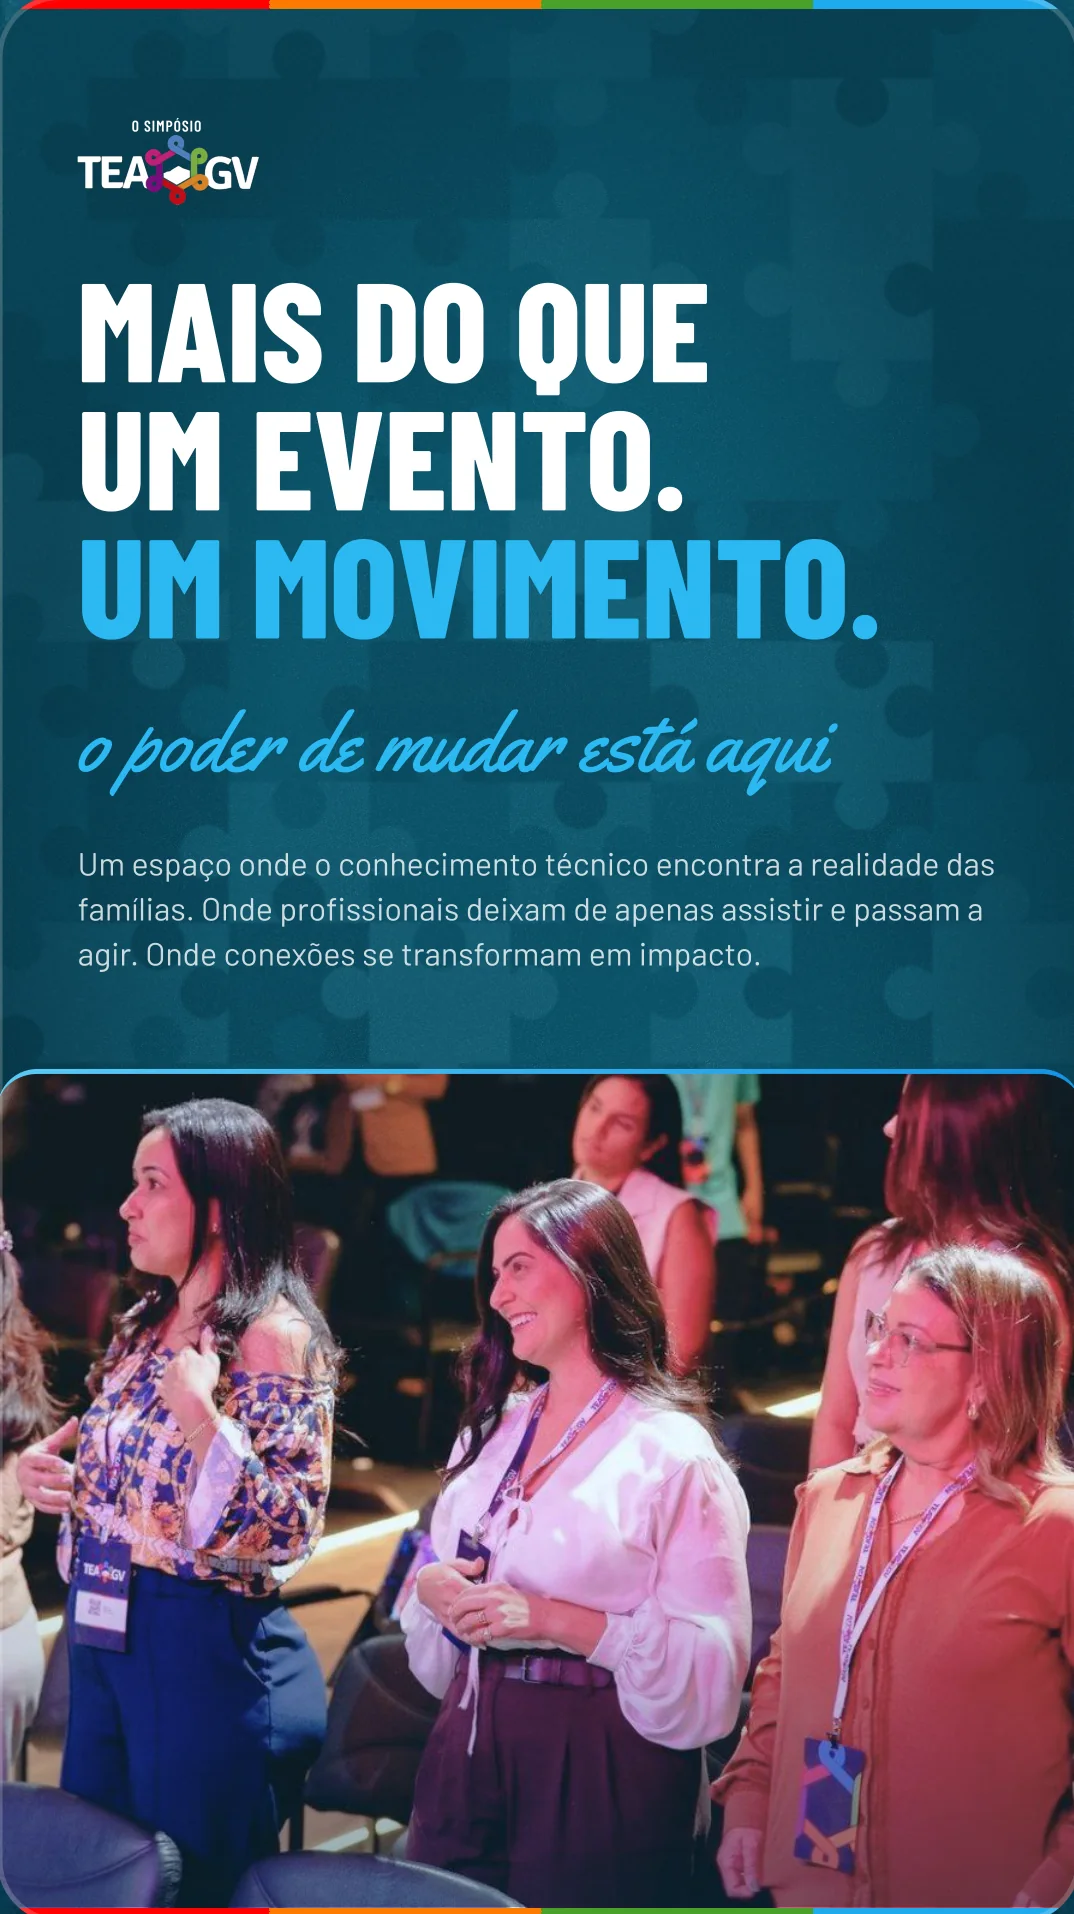 O SIMPÓSIO
TEA GV
MAIS DO QUE
UM EVENTO.
UM MOVIMENTO.
o poder de mudar está aqui
Um espaço onde o conhecimento técnico encontra a realidade das
famílias. Onde profissionais deixam de apenas assistir e passam a
agir. Onde conexões se transformam em impacto.
TEA GV